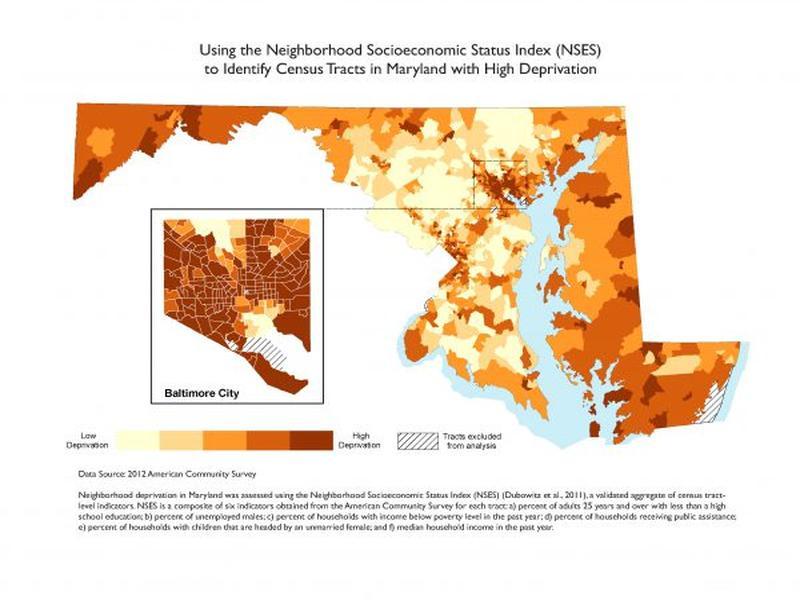 Using the Neighborhood Socioeconomic Status Index (NSES)
to Identify Census Tracts in Maryland with High Deprivation
Baltimore City
Low
Deprivation
High
Deprivation
Tracts excluded
from analysis
Data Source: 2012 American Community Survey
Neighborhood deprivation in Maryland was assessed using the Neighborhood Socioeconomic Status Index (NSES) (Dubowitz et al., 2011), a validated aggregate of census tract-
level indicators. NSES is a composite of six indicators obtained from the American Community Survey for each tract: a) percent of adults 25 years and over with less than a high
school education; b) percent of unemployed males; c) percent of households with income below poverty level in the past year; d) percent of households receiving public assistance;
e) percent of households with children that are headed by an unmarried female; and f) median household income in the past year.